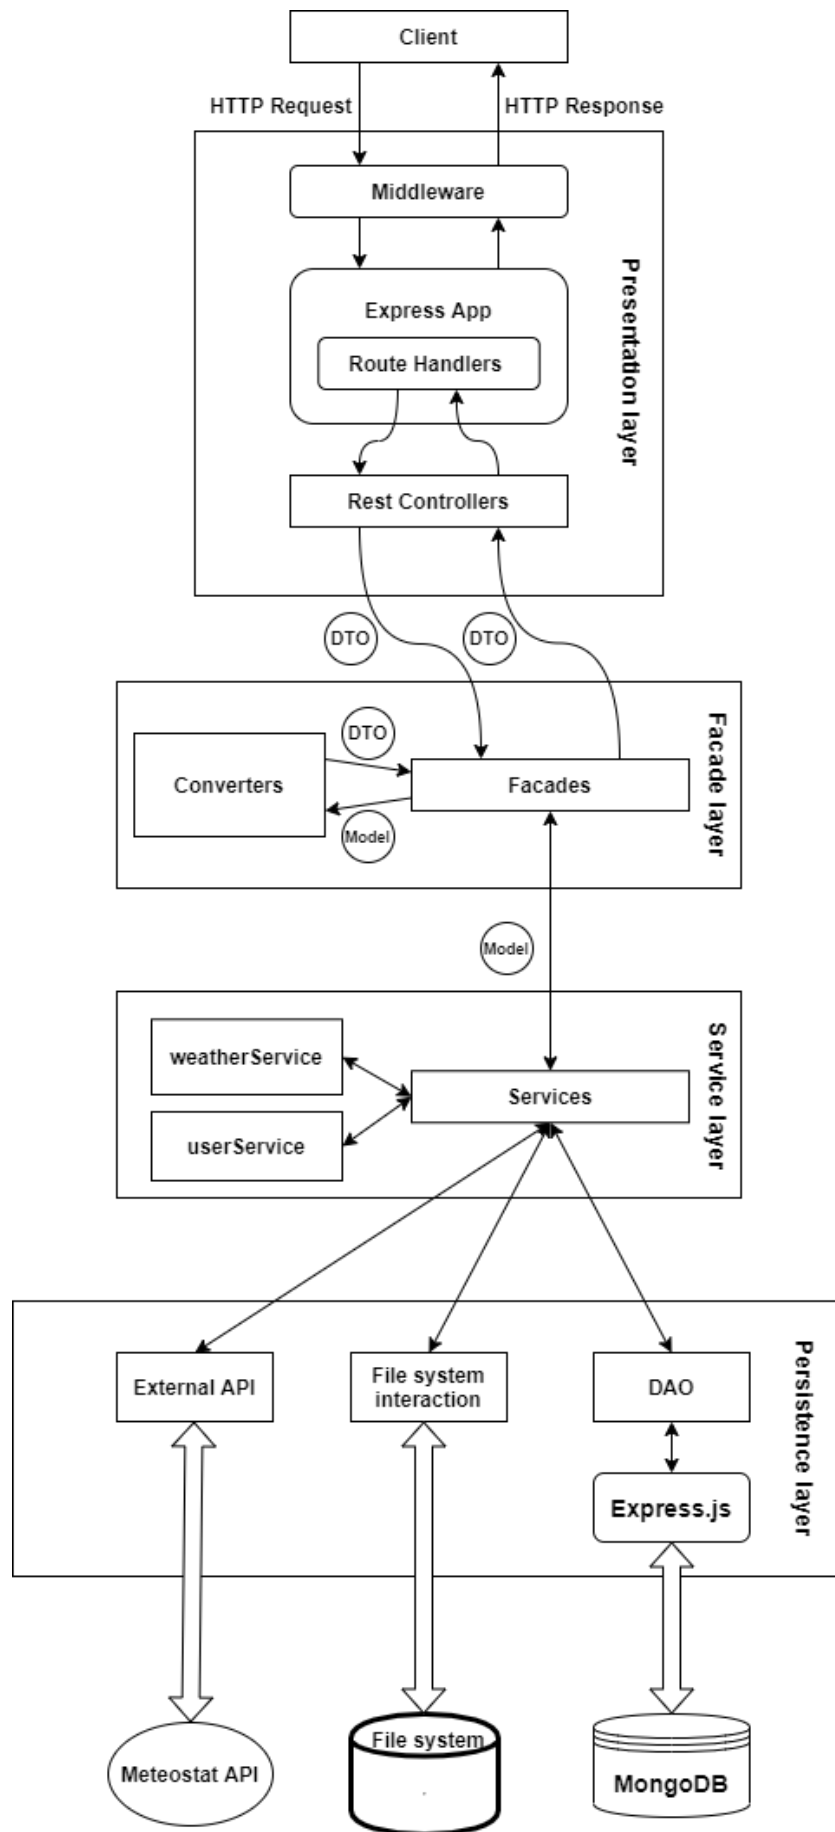 Client
HTTP Request
HTTP Response
Middleware
Express App
Route Handlers
Rest Controllers
Presentation layer
DTO
DTO
DTO
Converters
Facades
Model
Facade layer
Model
weatherService
Services
userService
Service layer
External API
File system
interaction
DAO
Express.js
Persistence layer
Meteostat API
File system
.
MongoDB